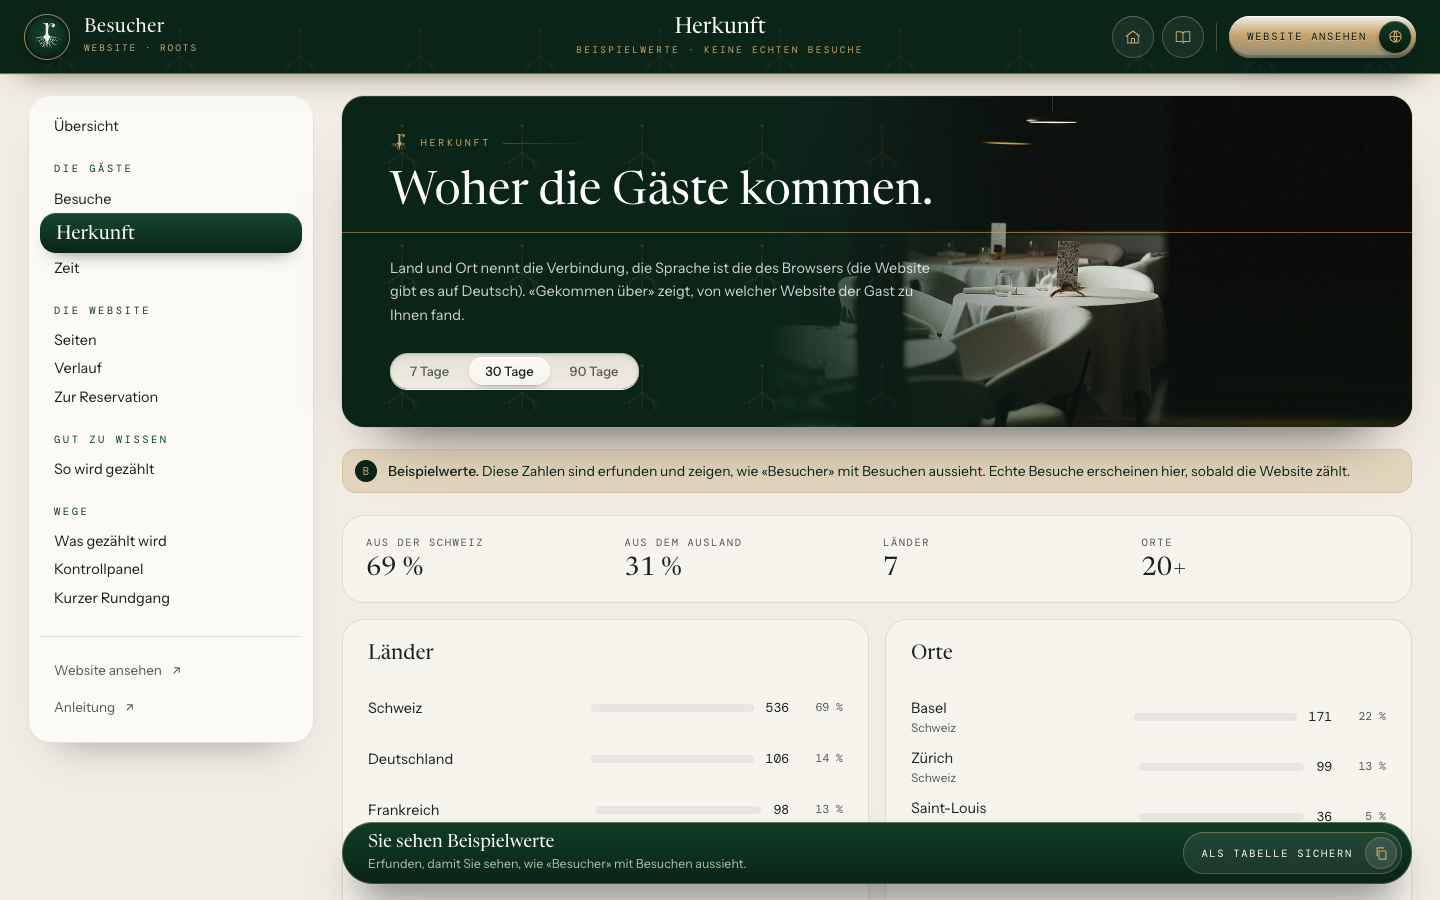 Besucher
WEBSITE · ROOTS
Herkunft
BEISPIELWERTE · KEINE ECHTEN BESUCHE
WEBSITE ANSEHEN
Übersicht
DIE GÄSTE
Besuche
Herkunft
Zeit
DIE WEBSITE
Seiten
Verlauf
Zur Reservation
GUT ZU WISSEN
So wird gezählt
WEGE
Was gezählt wird
Kontrollpanel
Kurzer Rundgang
Website ansehen ↗
Anleitung ↗
HERKUNFT
Woher die Gäste kommen.
Land und Ort nennt die Verbindung, die Sprache ist die des Browsers (die Website
gibt es auf Deutsch). «Gekommen über» zeigt, von welcher Website der Gast zu
Ihnen fand.
7 Tage 30 Tage 90 Tage
B Beispielwerte. Diese Zahlen sind erfunden und zeigen, wie «Besucher» mit Besuchen aussieht. Echte Besuche erscheinen hier, sobald die Website zählt.
AUS DER SCHWEIZ
69 %
AUS DEM AUSLAND
31 %
LÄNDER
7
ORTE
20+
Länder
Schweiz 536 69 %
Deutschland 106 14 %
Frankreich 98 13 %
Orte
Basel 171 22 %
Schweiz
Zürich 99 13 %
Schweiz
Saint-Louis 36 5 %
Sie sehen Beispielwerte
Erfunden, damit Sie sehen, wie «Besucher» mit Besuchen aussieht.
ALS TABELLE SICHERN